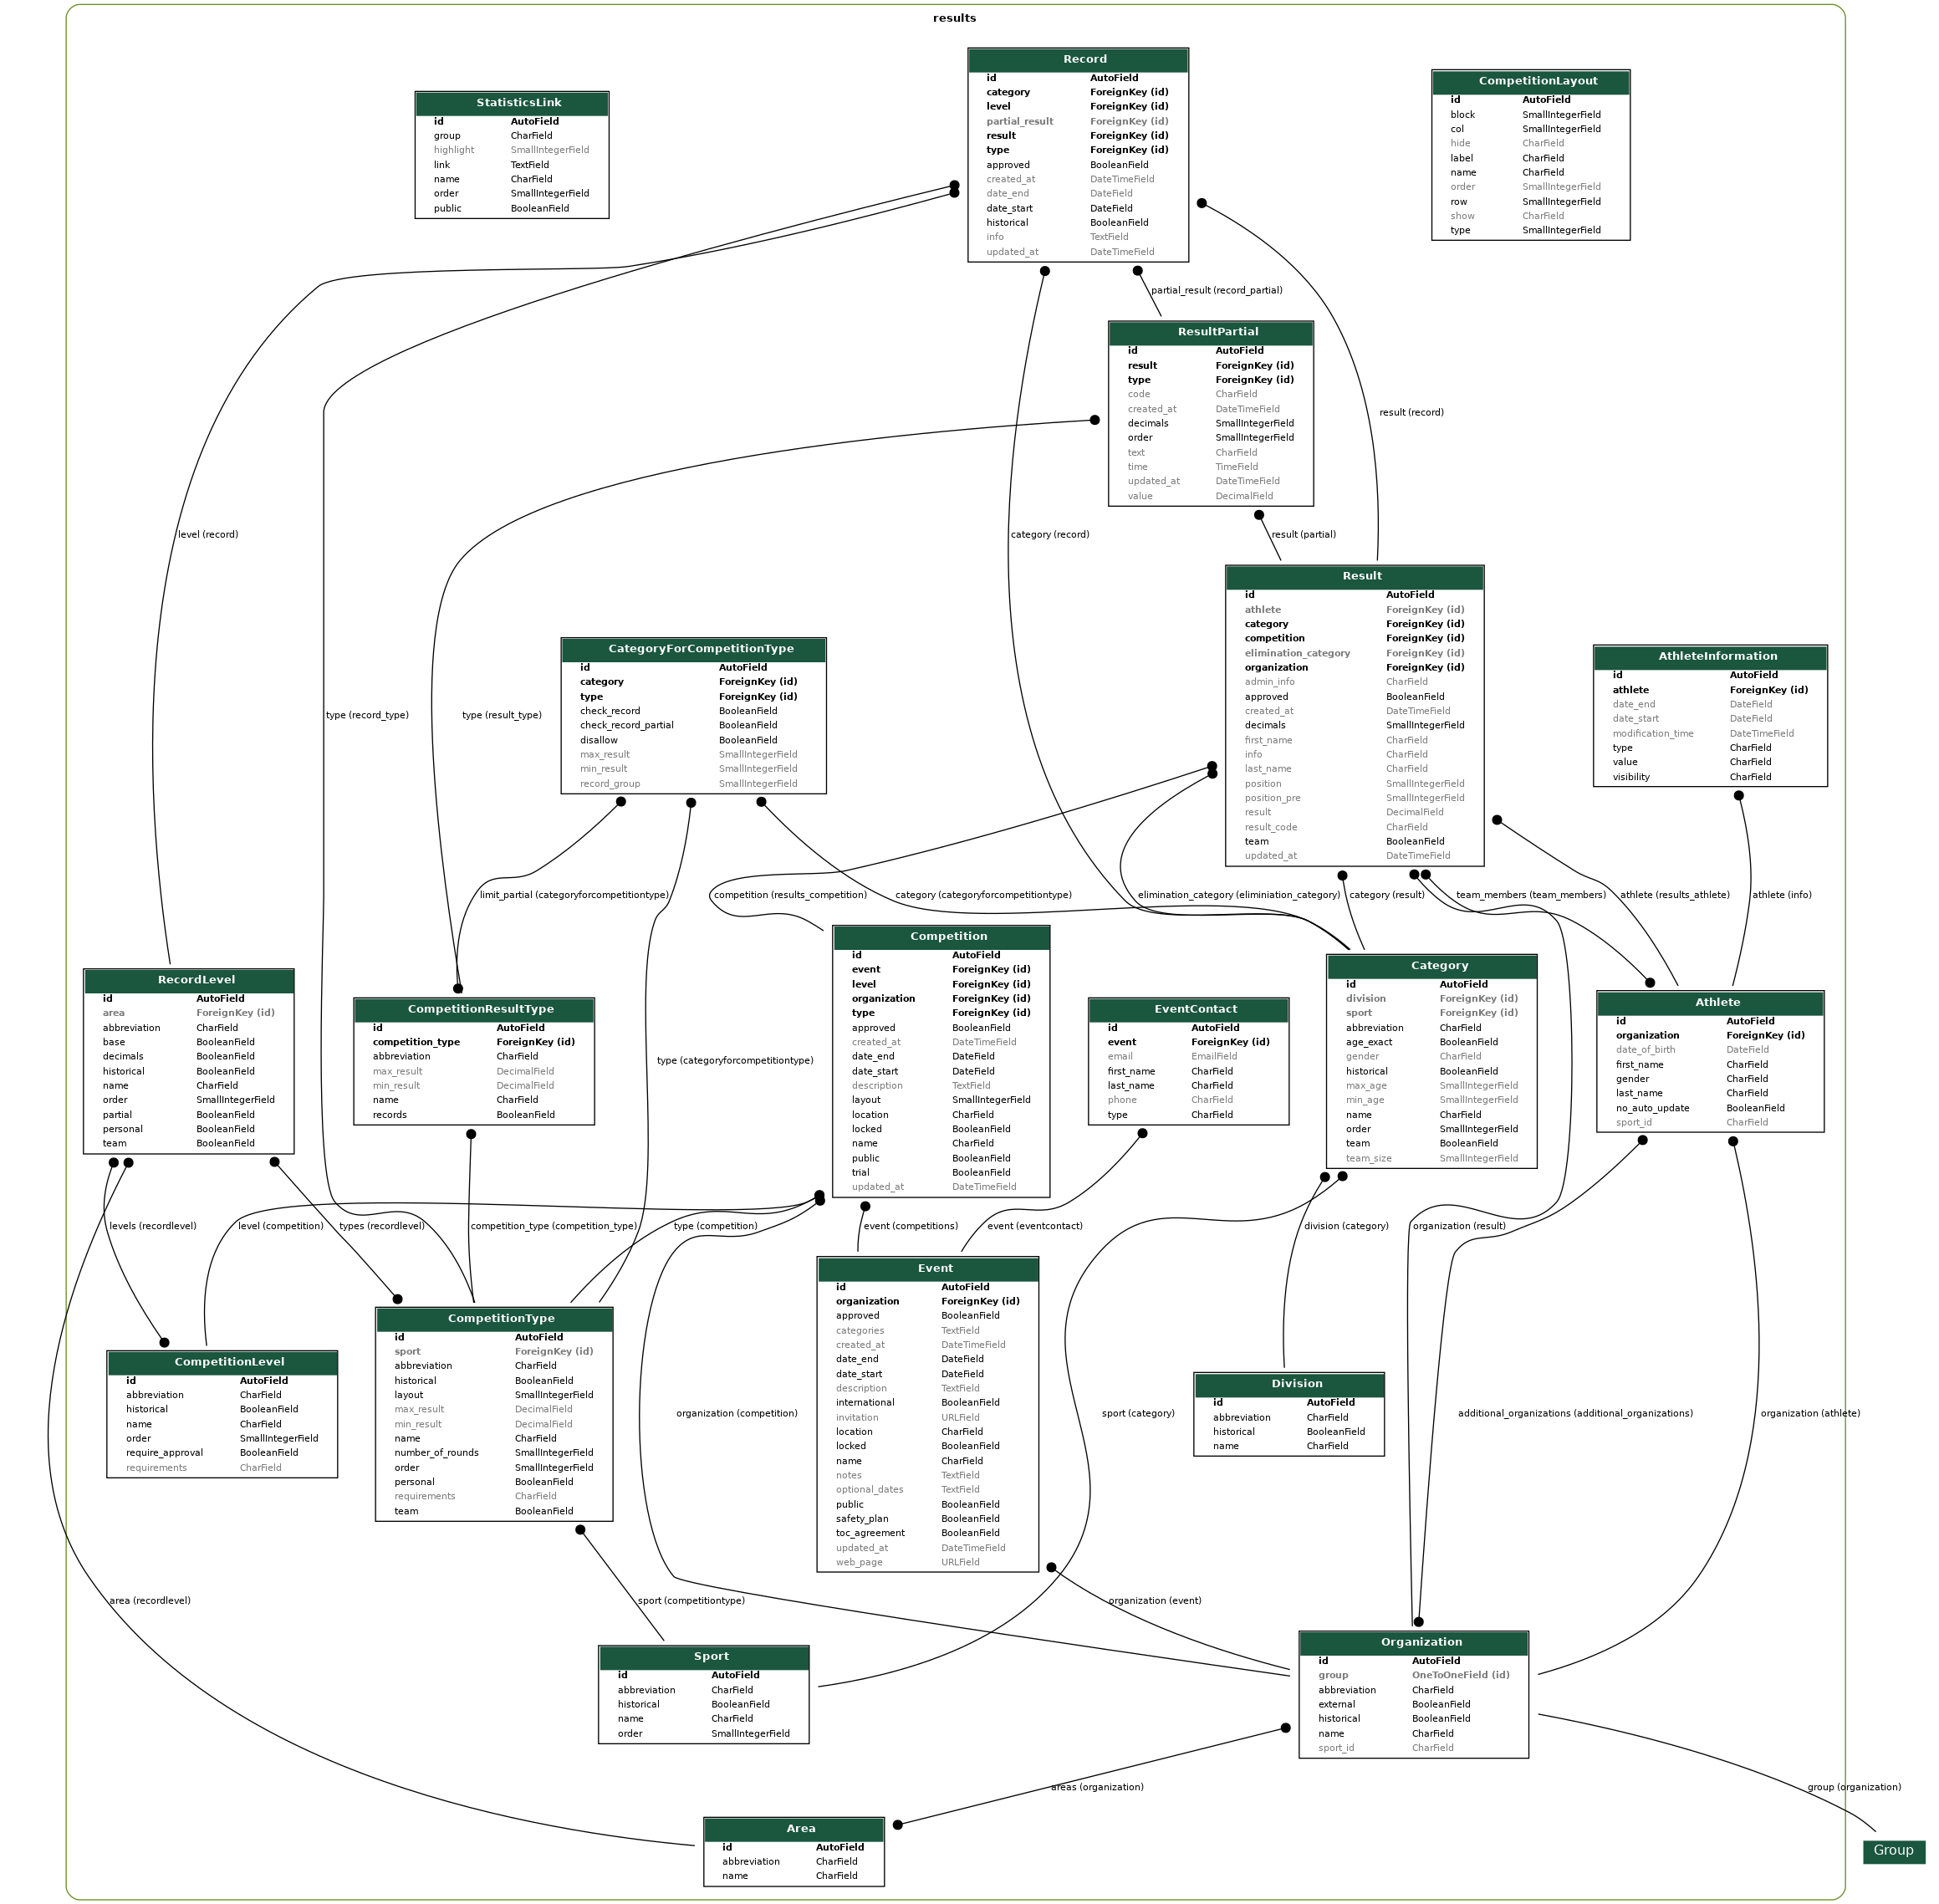 results
Record
id AutoField
category ForeignKey (id)
level ForeignKey (id)
partial_result ForeignKey (id)
result ForeignKey (id)
type ForeignKey (id)
approved BooleanField
created_at DateTimeField
date_end DateField
date_start DateField
historical BooleanField
info TextField
updated_at DateTimeField
CompetitionLayout
id AutoField
block SmallIntegerField
col SmallIntegerField
hide CharField
label CharField
name CharField
order SmallIntegerField
row SmallIntegerField
show CharField
type SmallIntegerField
StatisticsLink
id AutoField
group CharField
highlight SmallIntegerField
link TextField
name CharField
order SmallIntegerField
public BooleanField
partial_result (record_partial)
ResultPartial
id AutoField
result ForeignKey (id)
type ForeignKey (id)
code CharField
created_at DateTimeField
decimals SmallIntegerField
order SmallIntegerField
text CharField
time TimeField
updated_at DateTimeField
value DecimalField
result (record)
level (record)
category (record)
result (partial)
Result
id AutoField
athlete ForeignKey (id)
category ForeignKey (id)
competition ForeignKey (id)
elimination_category ForeignKey (id)
organization ForeignKey (id)
admin_info CharField
approved BooleanField
created_at DateTimeField
decimals SmallIntegerField
first_name CharField
info CharField
last_name CharField
position SmallIntegerField
position_pre SmallIntegerField
result DecimalField
result_code CharField
team BooleanField
updated_at DateTimeField
CategoryForCompetitionType
id AutoField
category ForeignKey (id)
type ForeignKey (id)
check_record BooleanField
check_record_partial BooleanField
disallow BooleanField
max_result SmallIntegerField
min_result SmallIntegerField
record_group SmallIntegerField
AthleteInformation
id AutoField
athlete ForeignKey (id)
date_end DateField
date_start DateField
modification_time DateTimeField
type CharField
value CharField
visibility CharField
type (record_type)
type (result_type)
limit_partial (categoryforcompetitiontype)
competition (results_competition)
category (categoryforcompetitiontype)
elimination_category (eliminiation_category)
category (result)
team_members (team_members)
athlete (results_athlete)
athlete (info)
Competition
id AutoField
event ForeignKey (id)
level ForeignKey (id)
organization ForeignKey (id)
type ForeignKey (id)
approved BooleanField
created_at DateTimeField
date_end DateField
date_start DateField
description TextField
layout SmallIntegerField
location CharField
locked BooleanField
name CharField
public BooleanField
trial BooleanField
updated_at DateTimeField
Category
id AutoField
division ForeignKey (id)
sport ForeignKey (id)
abbreviation CharField
age_exact BooleanField
gender CharField
historical BooleanField
max_age SmallIntegerField
min_age SmallIntegerField
name CharField
order SmallIntegerField
team BooleanField
team_size SmallIntegerField
RecordLevel
id AutoField
area ForeignKey (id)
abbreviation CharField
base BooleanField
decimals BooleanField
historical BooleanField
name CharField
order SmallIntegerField
partial BooleanField
personal BooleanField
team BooleanField
CompetitionResultType
id AutoField
competition_type ForeignKey (id)
abbreviation CharField
max_result DecimalField
min_result DecimalField
name CharField
records BooleanField
EventContact
id AutoField
event ForeignKey (id)
email EmailField
first_name CharField
last_name CharField
phone CharField
type CharField
Athlete
id AutoField
organization ForeignKey (id)
date_of_birth DateField
first_name CharField
gender CharField
last_name CharField
no_auto_update BooleanField
sport_id CharField
type (categoryforcompetitiontype)
levels (recordlevel)
level (competition)
types (recordlevel)
competition_type (competition_type)
type (competition)
event (competitions)
event (eventcontact)
division (category)
organization (result)
Event
id AutoField
organization ForeignKey (id)
approved BooleanField
categories TextField
created_at DateTimeField
date_end DateField
date_start DateField
description TextField
international BooleanField
invitation URLField
location CharField
locked BooleanField
name CharField
notes TextField
optional_dates TextField
public BooleanField
safety_plan BooleanField
toc_agreement BooleanField
updated_at DateTimeField
web_page URLField
CompetitionType
id AutoField
sport ForeignKey (id)
abbreviation CharField
historical BooleanField
layout SmallIntegerField
max_result DecimalField
min_result DecimalField
name CharField
number_of_rounds SmallIntegerField
order SmallIntegerField
personal BooleanField
requirements CharField
team BooleanField
CompetitionLevel
id AutoField
abbreviation CharField
historical BooleanField
name CharField
order SmallIntegerField
require_approval BooleanField
requirements CharField
Division
id AutoField
abbreviation CharField
historical BooleanField
name CharField
organization (competition)
sport (category)
additional_organizations (additional_organizations)
organization (athlete)
area (recordlevel)
sport (competitiontype)
organization (event)
Sport
id AutoField
abbreviation CharField
historical BooleanField
name CharField
order SmallIntegerField
Organization
id AutoField
group OneToOneField (id)
abbreviation CharField
external BooleanField
historical BooleanField
name CharField
sport_id CharField
areas (organization)
group (organization)
Area
id AutoField
abbreviation CharField
name CharField
Group